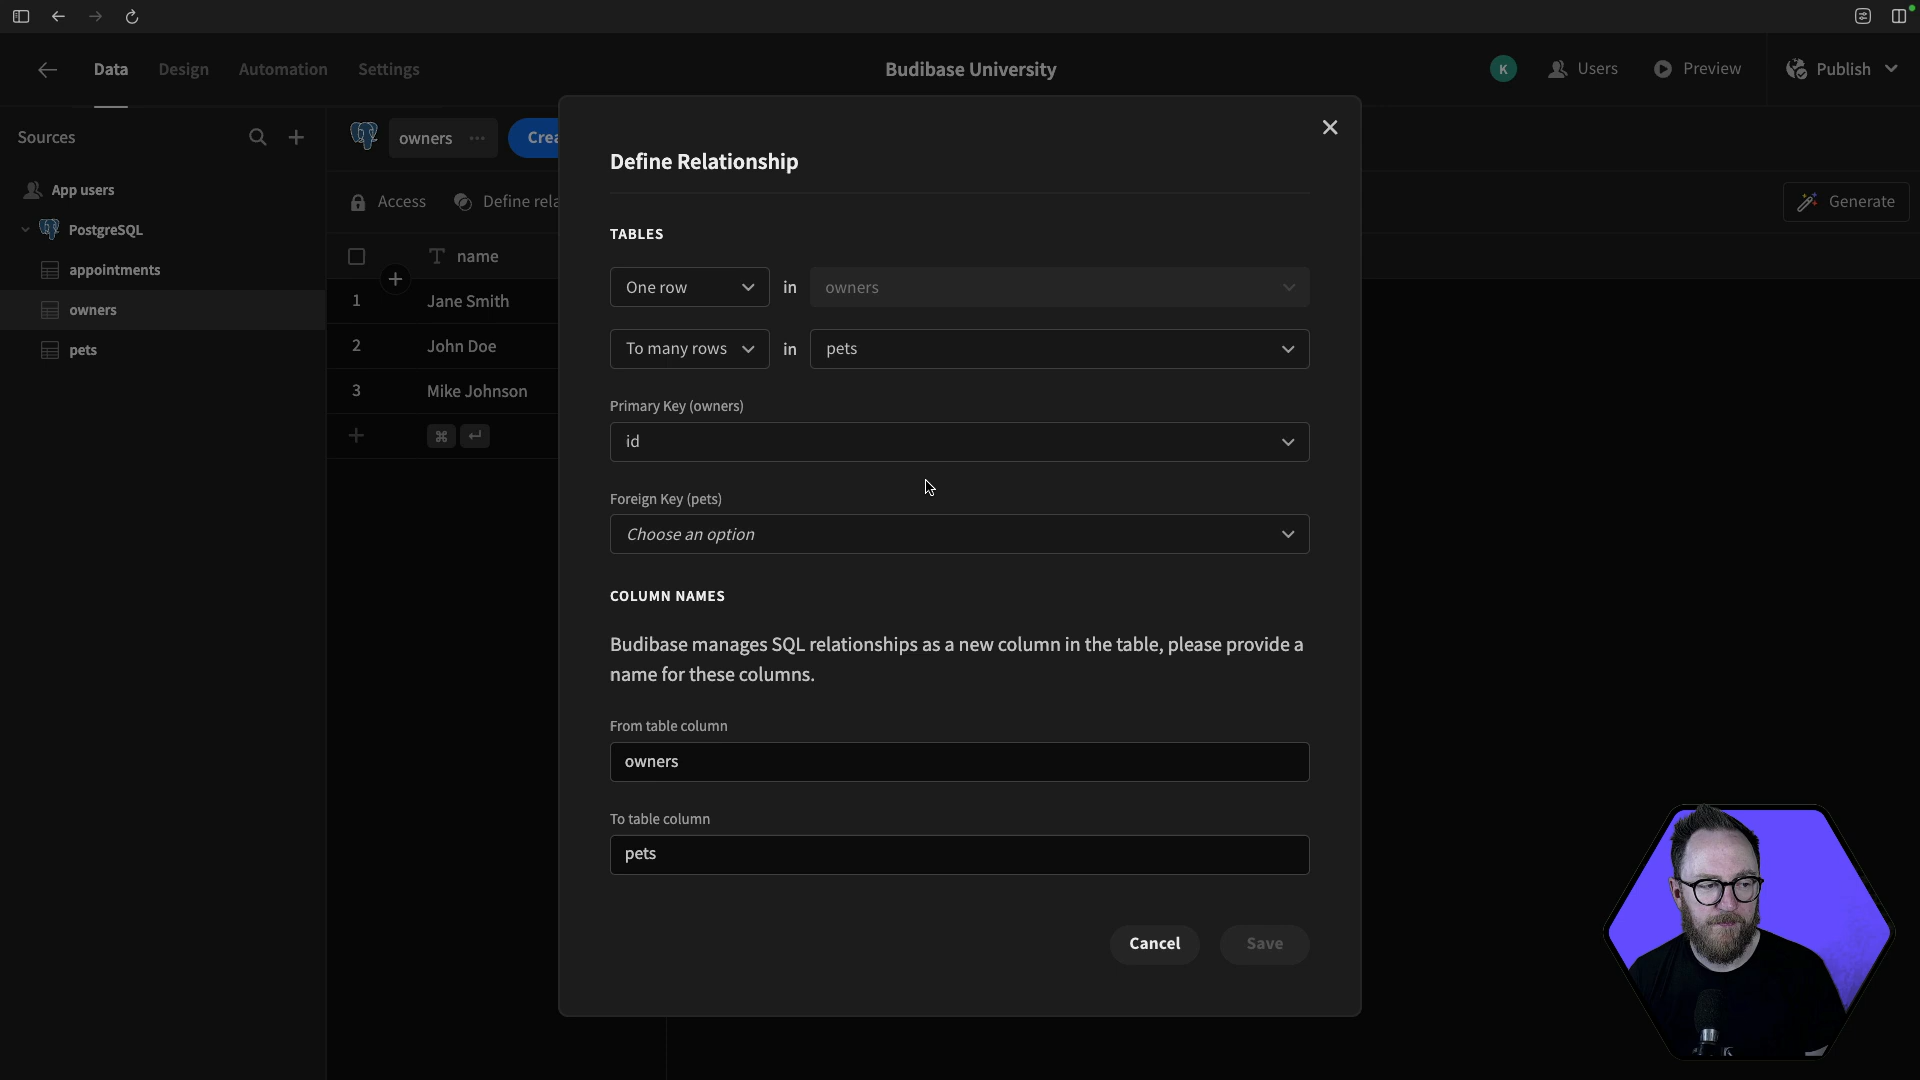 Data
Design
Automation
Settings
Budibase University
K
Users
Preview
Publish
Sources
App users
PostgreSQL
appointments
owners
pets
owners
Crea
Access
Define rela
Generate
name
1
Jane Smith
2
John Doe
3
Mike Johnson
Define Relationship
TABLES
One row
in
owners
To many rows
in
pets
Primary Key (owners)
id
Foreign Key (pets)
Choose an option
COLUMN NAMES
Budibase manages SQL relationships as a new column in the table, please provide a
name for these columns.
From table column
owners
To table column
pets
Cancel
Save